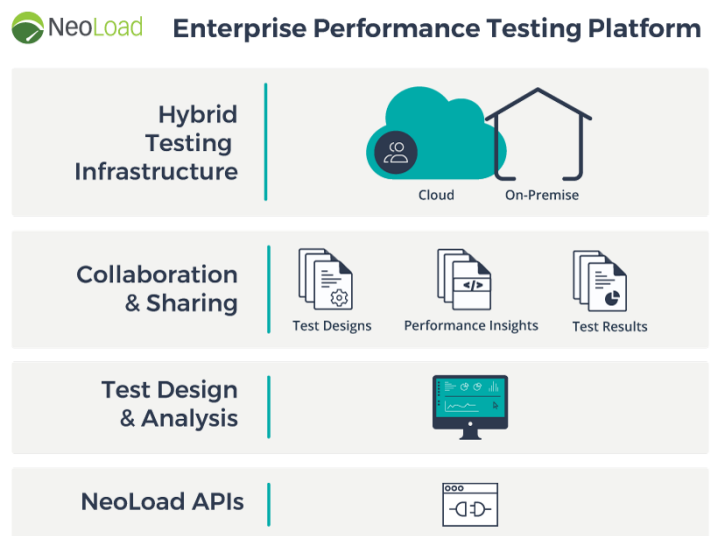 NeoLoad
Enterprise Performance Testing Platform
Hybrid
Testing
Infrastructure
Cloud
On-Premise
Collaboration
& Sharing
</>
Test Designs
Performance Insights
Test Results
Test Design
& Analysis
NeoLoad APIs